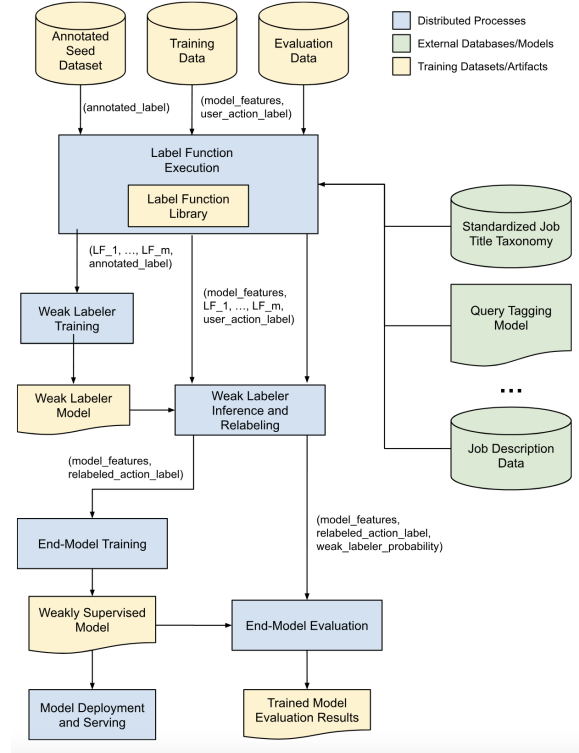 Annotated
Seed
Dataset
Training
Data
Evaluation
Data
Distributed Processes
External Databases/Models
Training Datasets/Artifacts
(annotated_label)
(model_features,
user_action_label)
Label Function
Execution
Label Function
Library
Standardized Job
Title Taxonomy
(LF_1, ..., LF_m,
annotated_label)
(model_features,
LF_1, ..., LF_m,
user_action_label)
Weak Labeler
Training
Query Tagging
Model
...
Weak Labeler
Model
Weak Labeler
Inference and
Relabeling
Job Description
Data
(model_features,
relabeled_action_label)
(model_features,
relabeled_action_label,
weak_labeler_probability)
End-Model Training
Weakly Supervised
Model
End-Model Evaluation
Model Deployment
and Serving
Trained Model
Evaluation Results